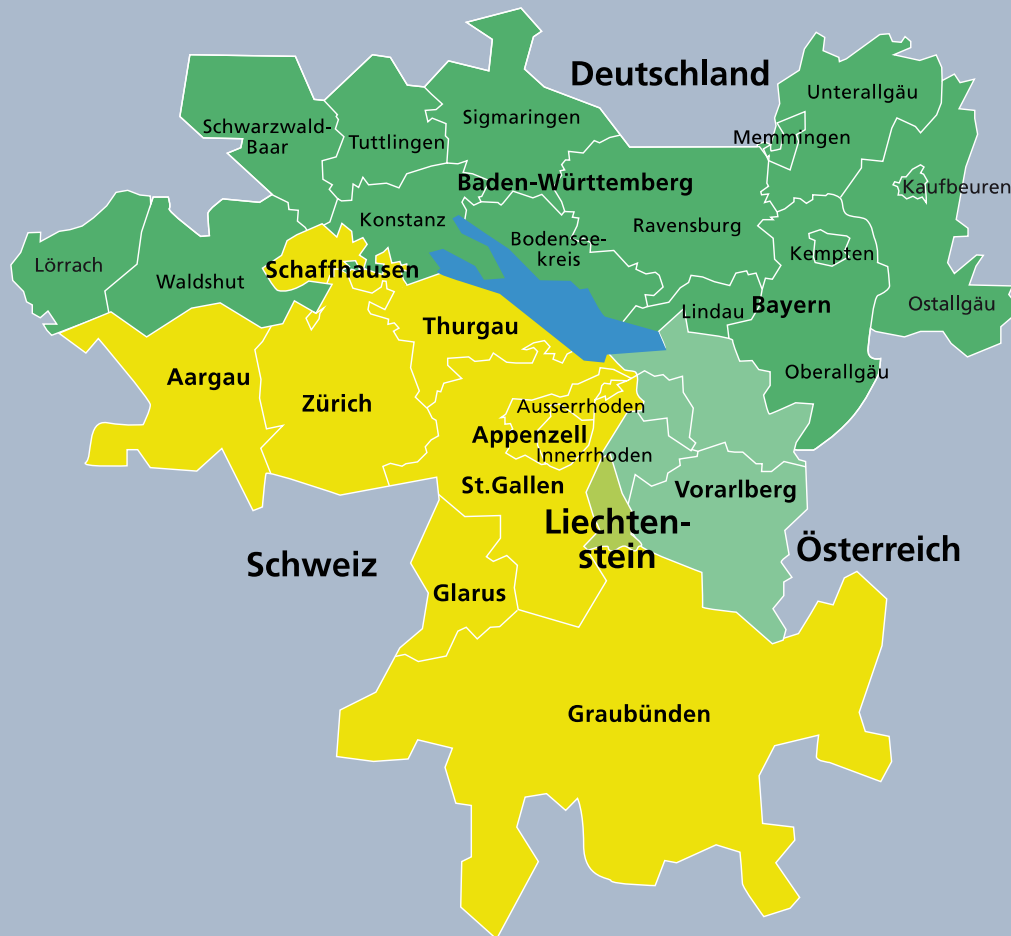 Deutschland
Unterallgäu
Sigmaringen
Schwarzwald-
Baar
Tuttlingen
Memmingen
Baden-Württemberg
Kaufbeuren
Konstanz
Ravensburg
Bodensee-
kreis
Kempten
Lörrach
Waldshut
Schaffhausen
Ostallgäu
Lindau
Bayern
Thurgau
Aargau
Zürich
Oberallgäu
Ausserrhoden
Appenzell
Innerrhoden
St.Gallen
Vorarlberg
Liechten-
stein
Österreich
Schweiz
Glarus
Graubünden